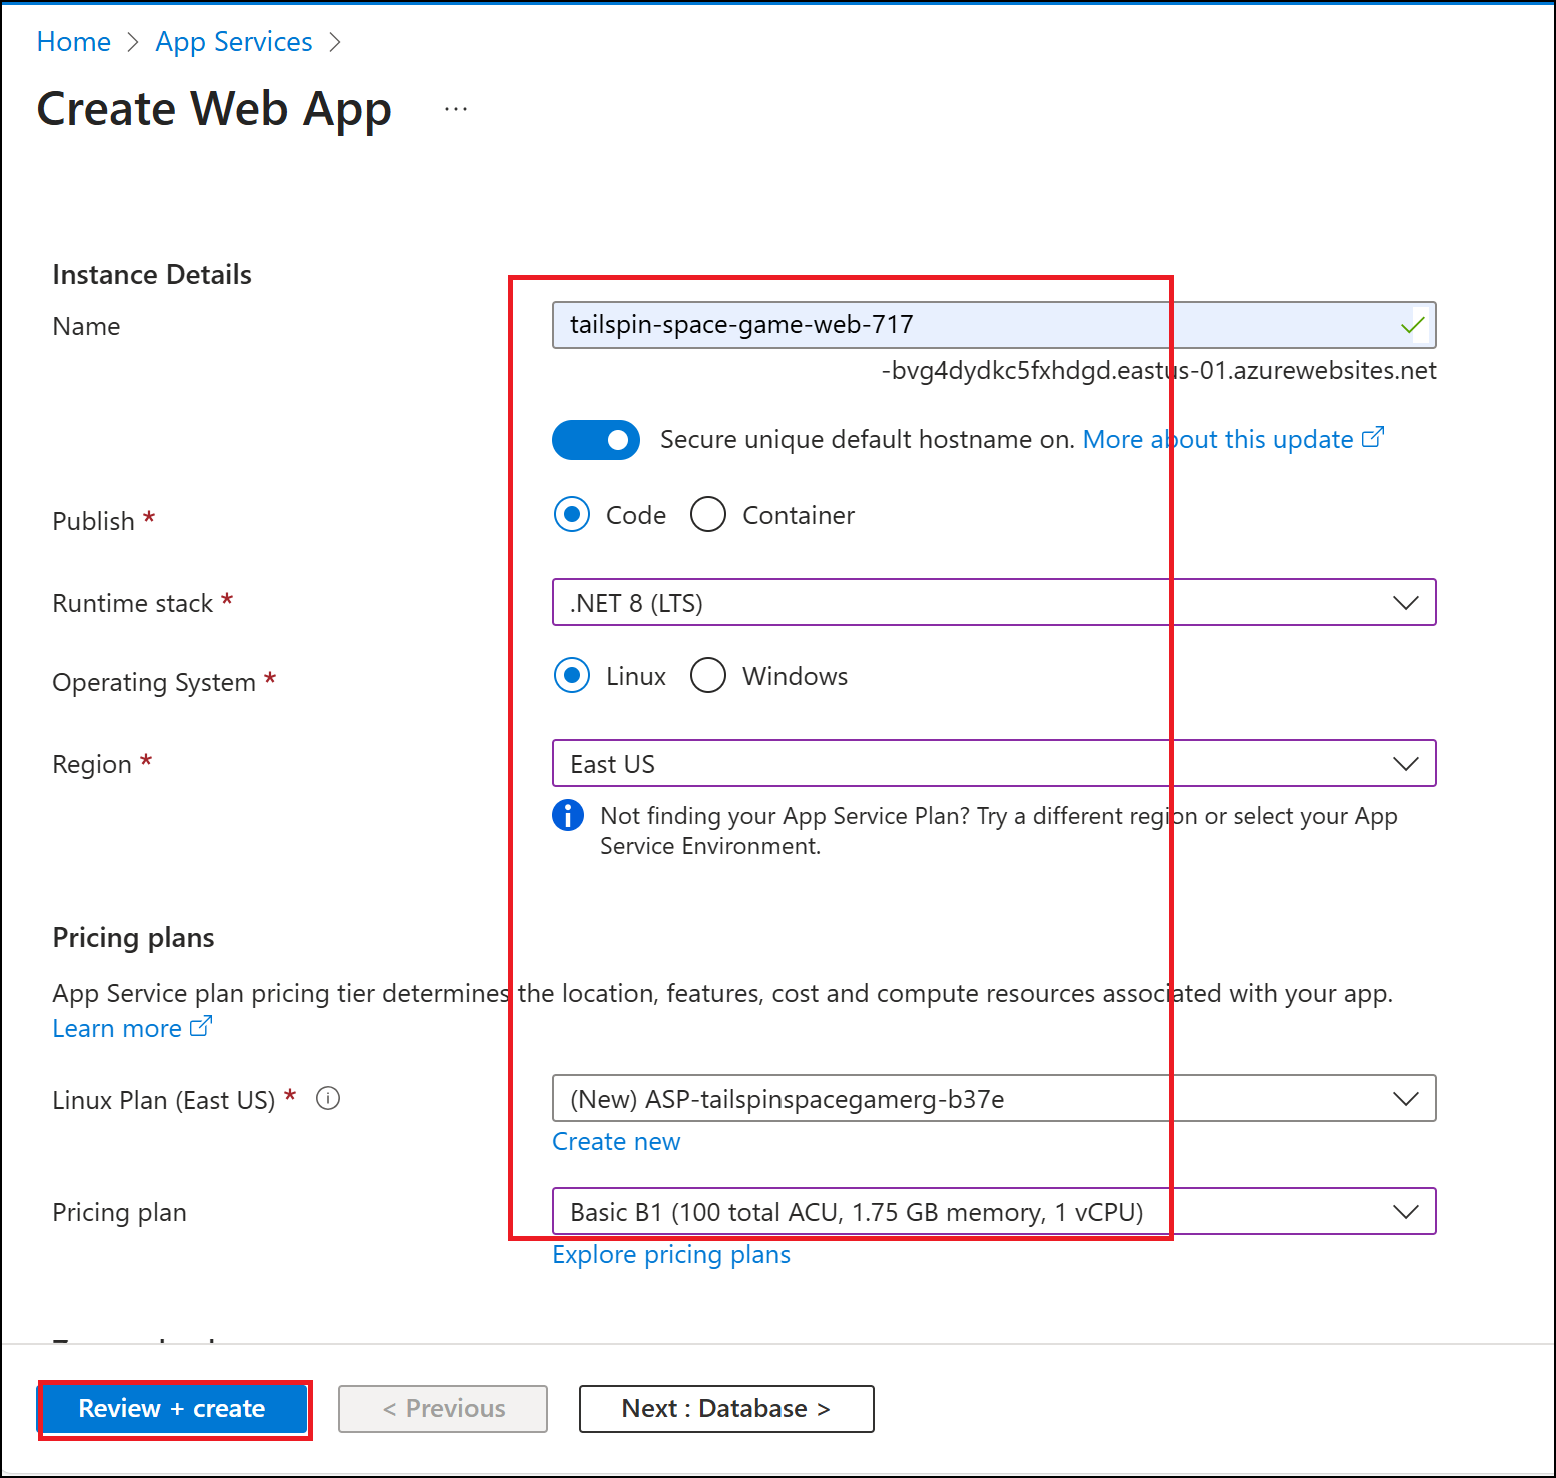 Home > App Services >
Create Web App ...
Instance Details
Name
tailspin-space-game-web-717
-bvg4dydkc5fxhdgd.eastus-01.azurewebsites.net
Secure unique default hostname on. More about this update
Publish *
Code Container
Runtime stack *
.NET 8 (LTS)
Operating System *
Linux Windows
Region *
East US
Not finding your App Service Plan? Try a different region or select your App
Service Environment.
Pricing plans
App Service plan pricing tier determines the location, features, cost and compute resources associated with your app.
Learn more
Linux Plan (East US) *
(New) ASP-tailspinspacegamerg-b37e
Create new
Pricing plan
Basic B1 (100 total ACU, 1.75 GB memory, 1 vCPU)
Explore pricing plans
Review + create
< Previous
Next : Database >